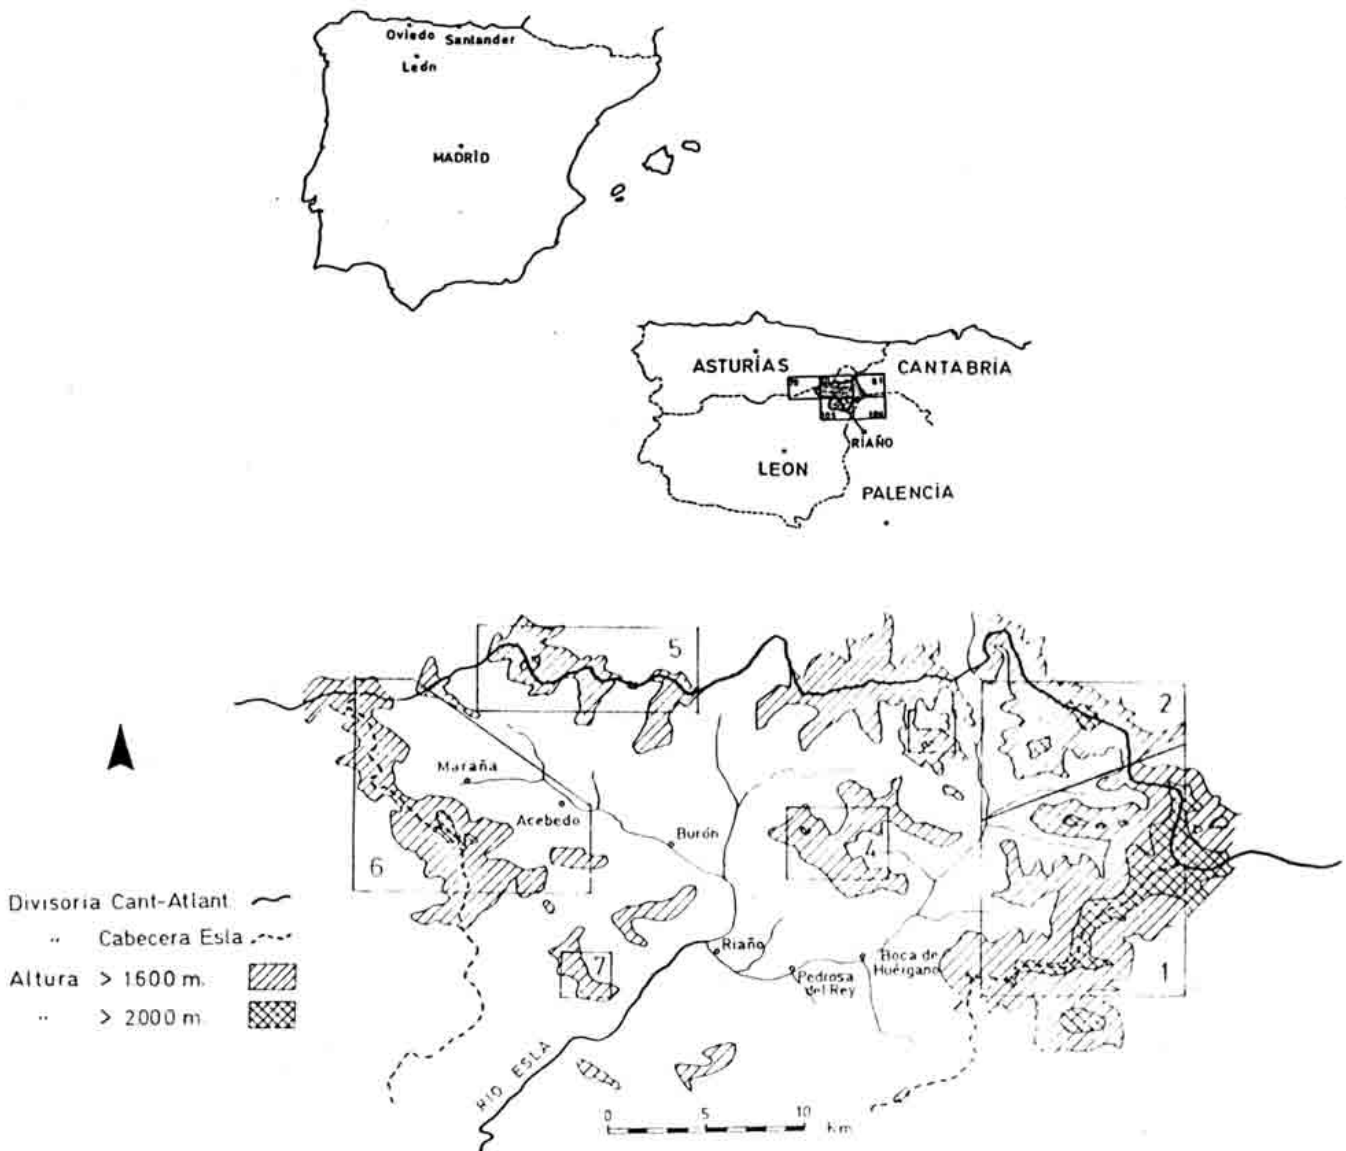 Oviedo Santander
León
MADRID
ASTURIAS
CANTABRIA
RIAÑO
LEON
PALENCIA
5
2
Maraña
Acebedo
Burón
6
4
Divisoria Cant-Atlant.
" Cabecera Esla
Riaño
Boca de
Huérgano
7
Pedrosa
del Rey
1
Altura > 1600 m.
" > 2000 m.
RIO ESLA
0 5 10
Km